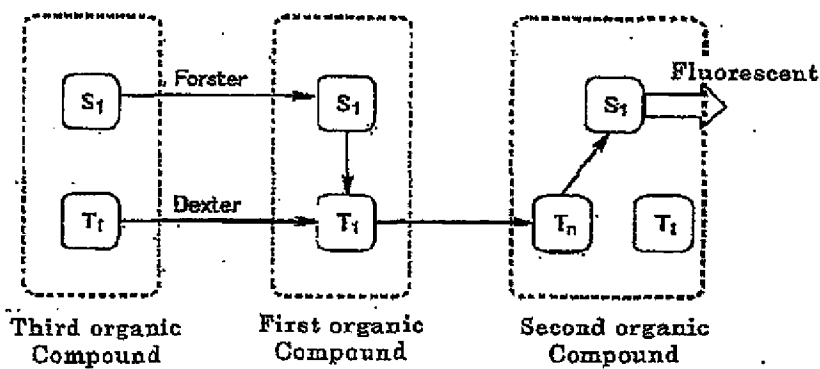 Forster
Fluorescent
S₁
S₁
S₁
Dexter
T₁
T₁
Tₙ
T₁
Third organic
Compound
First organic
Compound
Second organic
Compound